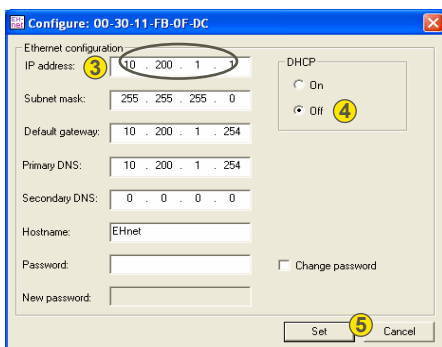 EH
net Configure: 00-30-11-FB-0F-DC
Ethernet configuration
IP address: 3 10 . 200 . 1 . 1
DHCP
On
Off 4
Subnet mask: 255 . 255 . 255 . 0
Default gateway: 10 . 200 . 1 . 254
Primary DNS: 10 . 200 . 1 . 254
Secondary DNS: 0 . 0 . 0 . 0
Hostname: EHnet
Password: Change password
New password:
Set 5 Cancel